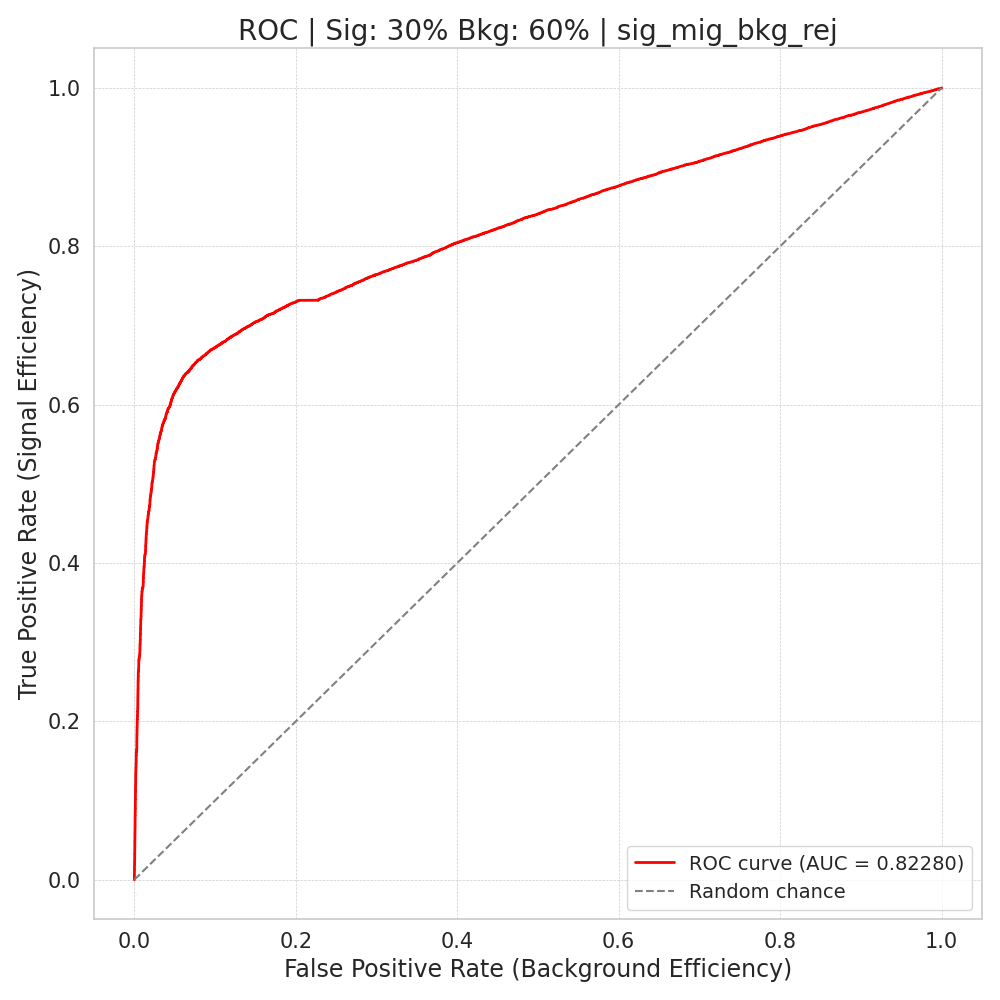 ROC | Sig: 30% Bkg: 60% | sig_mig_bkg_rej
True Positive Rate (Signal Efficiency)
1.0
0.8
0.6
0.4
0.2
0.0
ROC curve (AUC = 0.82280)
Random chance
0.0 0.2 0.4 0.6 0.8 1.0
False Positive Rate (Background Efficiency)